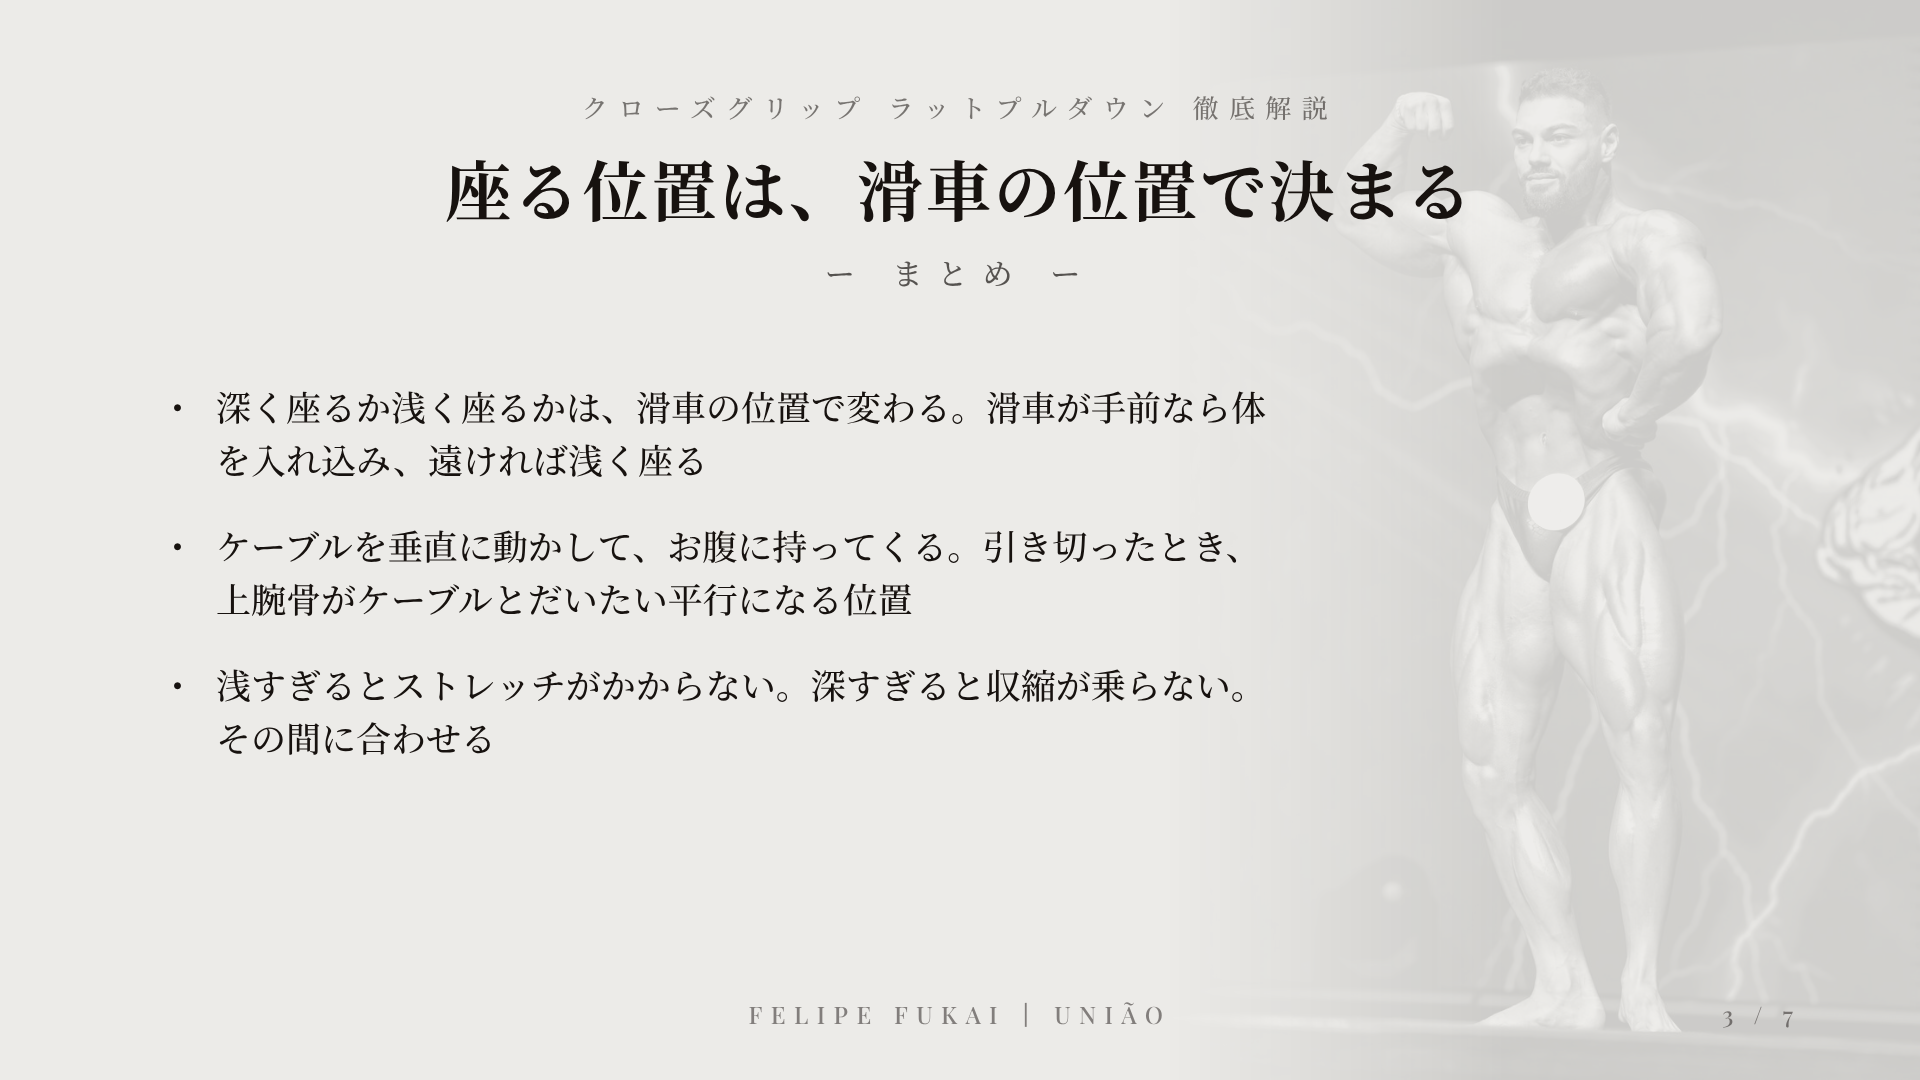 クローズグリップ ラットプルダウン 徹底解説
座る位置は、滑車の位置で決まる
ー まとめ ー
・ 深く座るか浅く座るかは、滑車の位置で変わる。滑車が手前なら体
を入れ込み、遠ければ浅く座る
・ ケーブルを垂直に動かして、お腹に持ってくる。引き切ったとき、
上腕骨がケーブルとだいたい平行になる位置
・ 浅すぎるとストレッチがかからない。深すぎると収縮が乗らない。
その間に合わせる
FELIPE FUKAI | UNIÃO
3 / 7